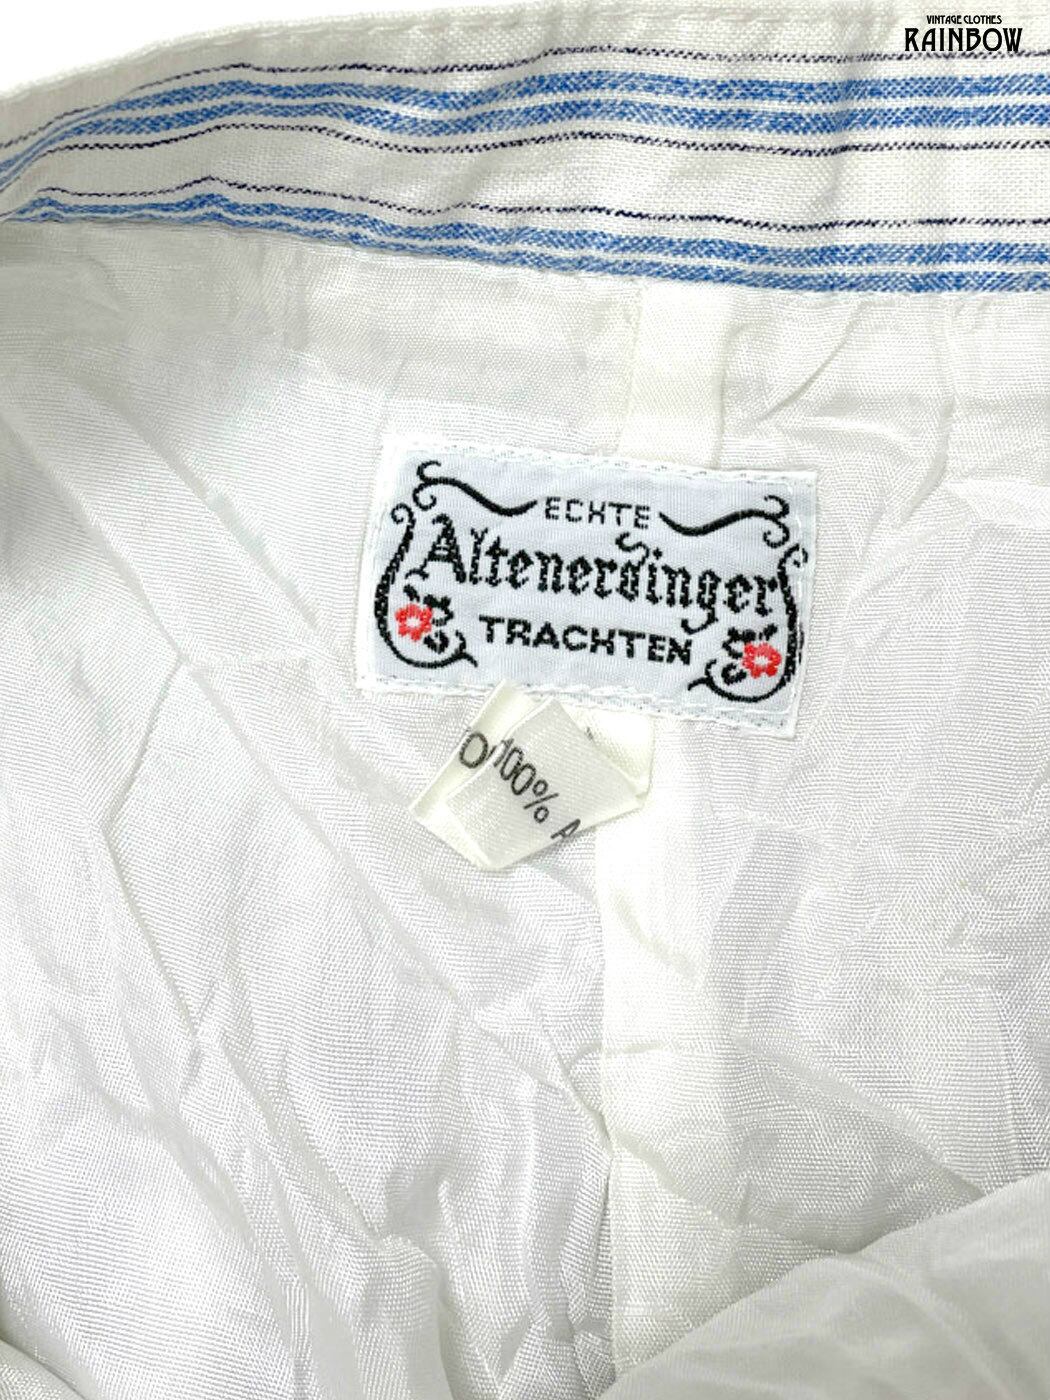 VINTAGE CLOTHES
RAINBOW
ECHTE
Altenerdinger
TRACHTEN
100%